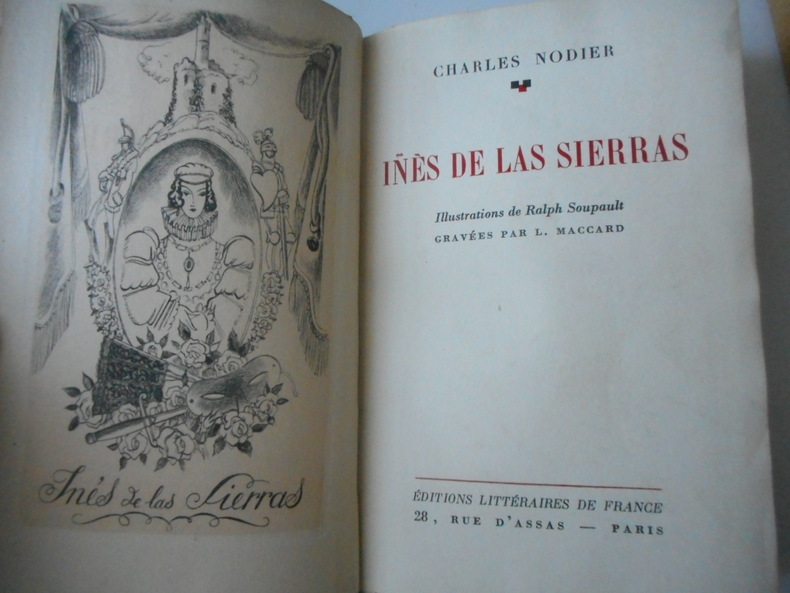 Inés de las Sierras
CHARLES NODIER
IÑÈS DE LAS SIERRAS
Illustrations de Ralph Soupault
GRAVÉES PAR L. MACCARD
ÉDITIONS LITTÉRAIRES DE FRANCE
28, RUE D'ASSAS — PARIS